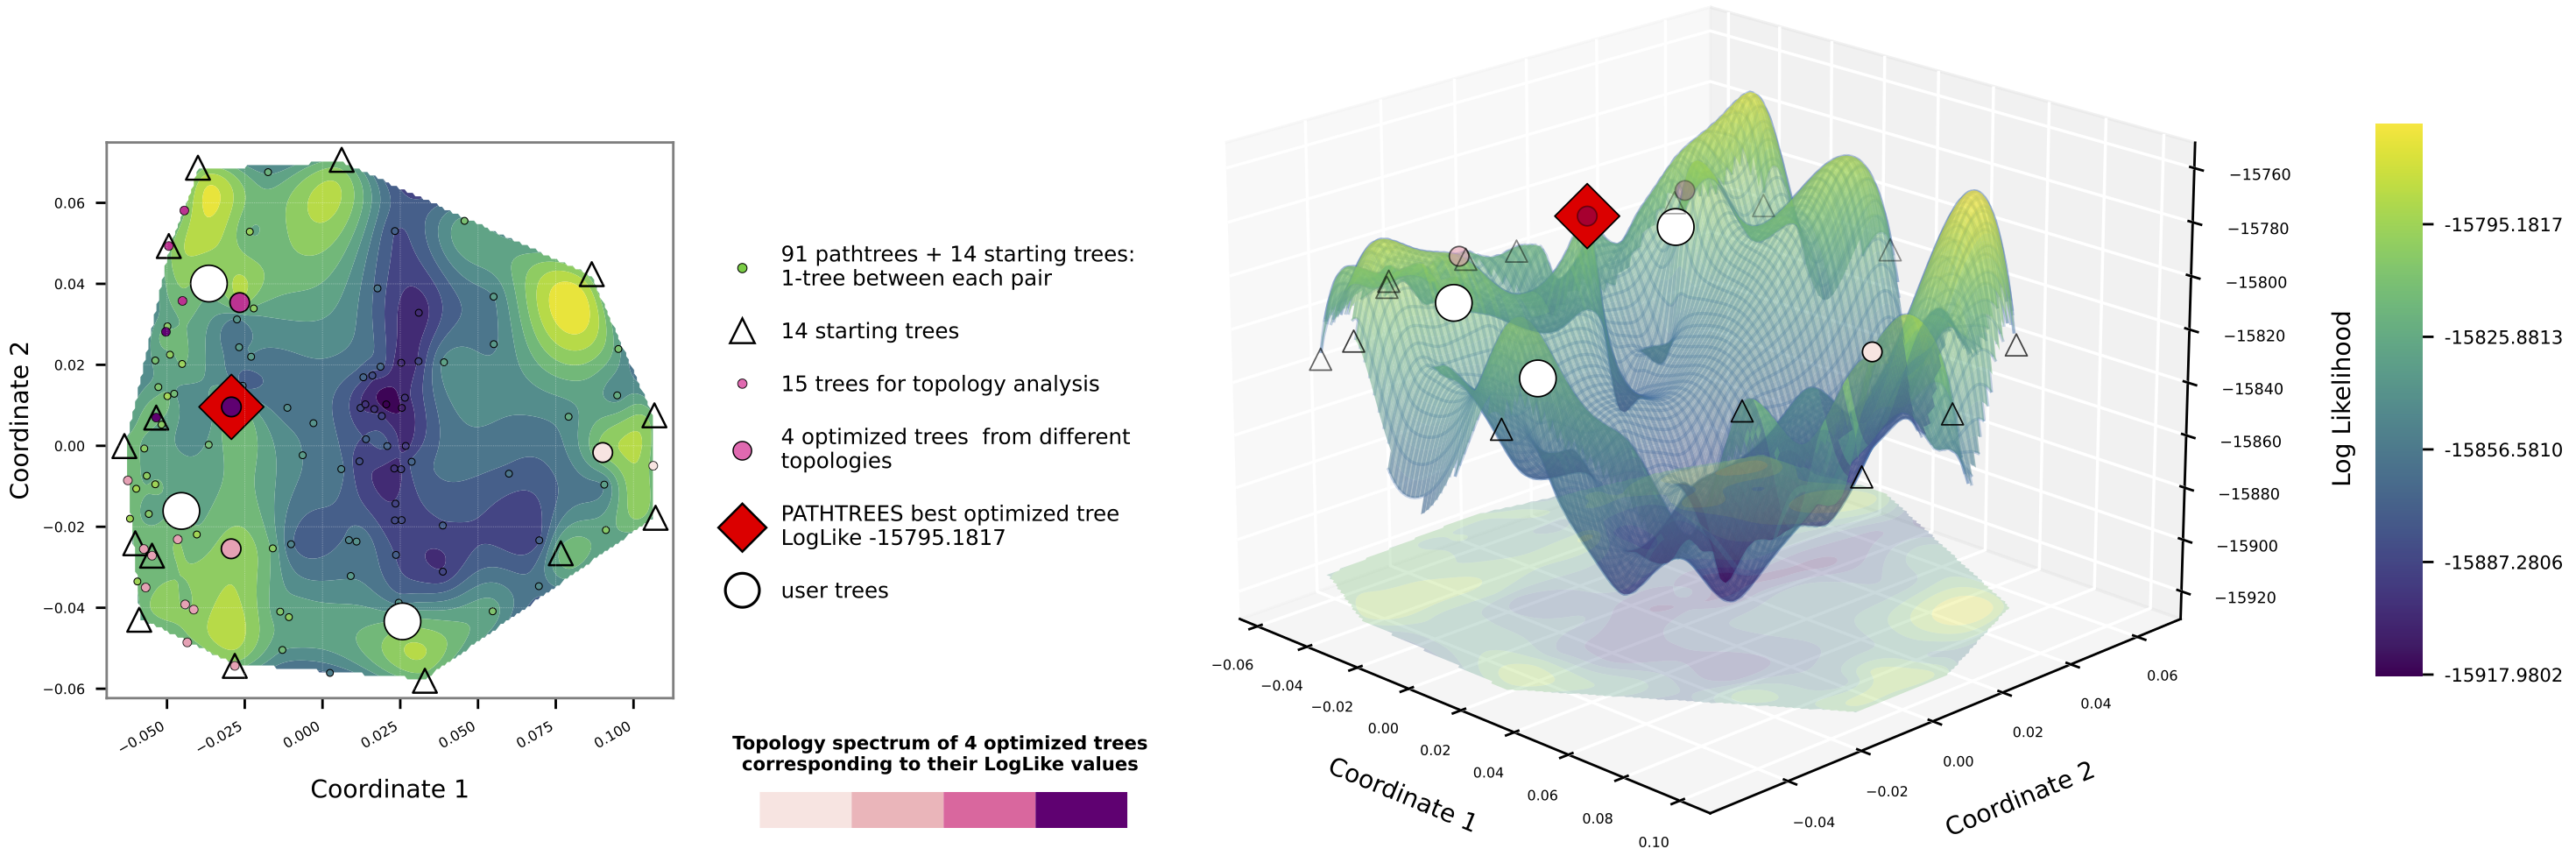 0.06
0.04
0.02
0.00
−0.02
−0.04
−0.06
Coordinate 2
−0.050
−0.025
0.000
0.025
0.050
0.075
0.100
Coordinate 1
91 pathtrees + 14 starting trees:
1-tree between each pair
14 starting trees
15 trees for topology analysis
4 optimized trees  from different
topologies
PATHTREES best optimized tree
LogLike -15795.1817
user trees
Topology spectrum of 4 optimized trees
corresponding to their LogLike values
−0.06
−0.04
−0.02
0.00
0.02
0.04
0.06
0.08
0.10
Coordinate 1
−0.04
−0.02
0.00
0.02
0.04
0.06
Coordinate 2
−15760
−15780
−15800
−15820
−15840
−15860
−15880
−15900
−15920
Log Likelihood
-15795.1817
-15825.8813
-15856.5810
-15887.2806
-15917.9802